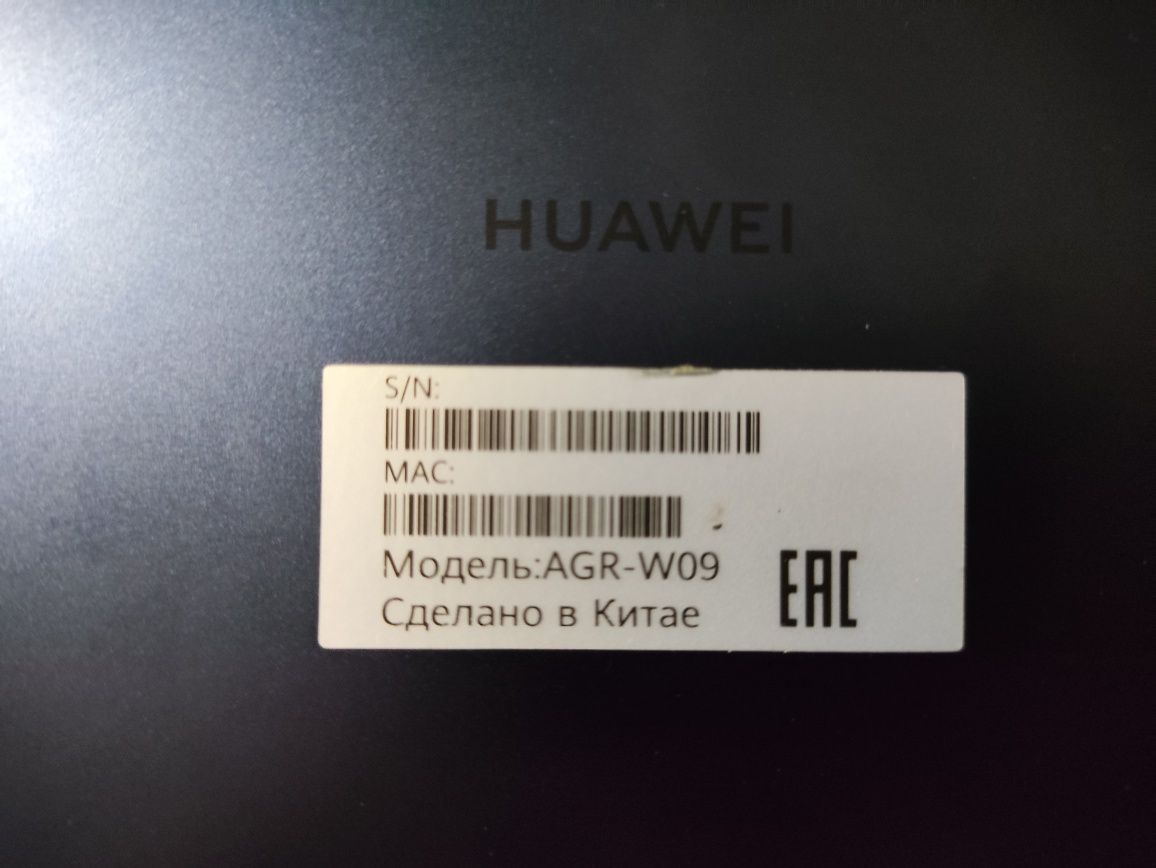 HUAWEI
S/N:
MAC:
Модель:AGR-W09
Сделано в Китае
EAC